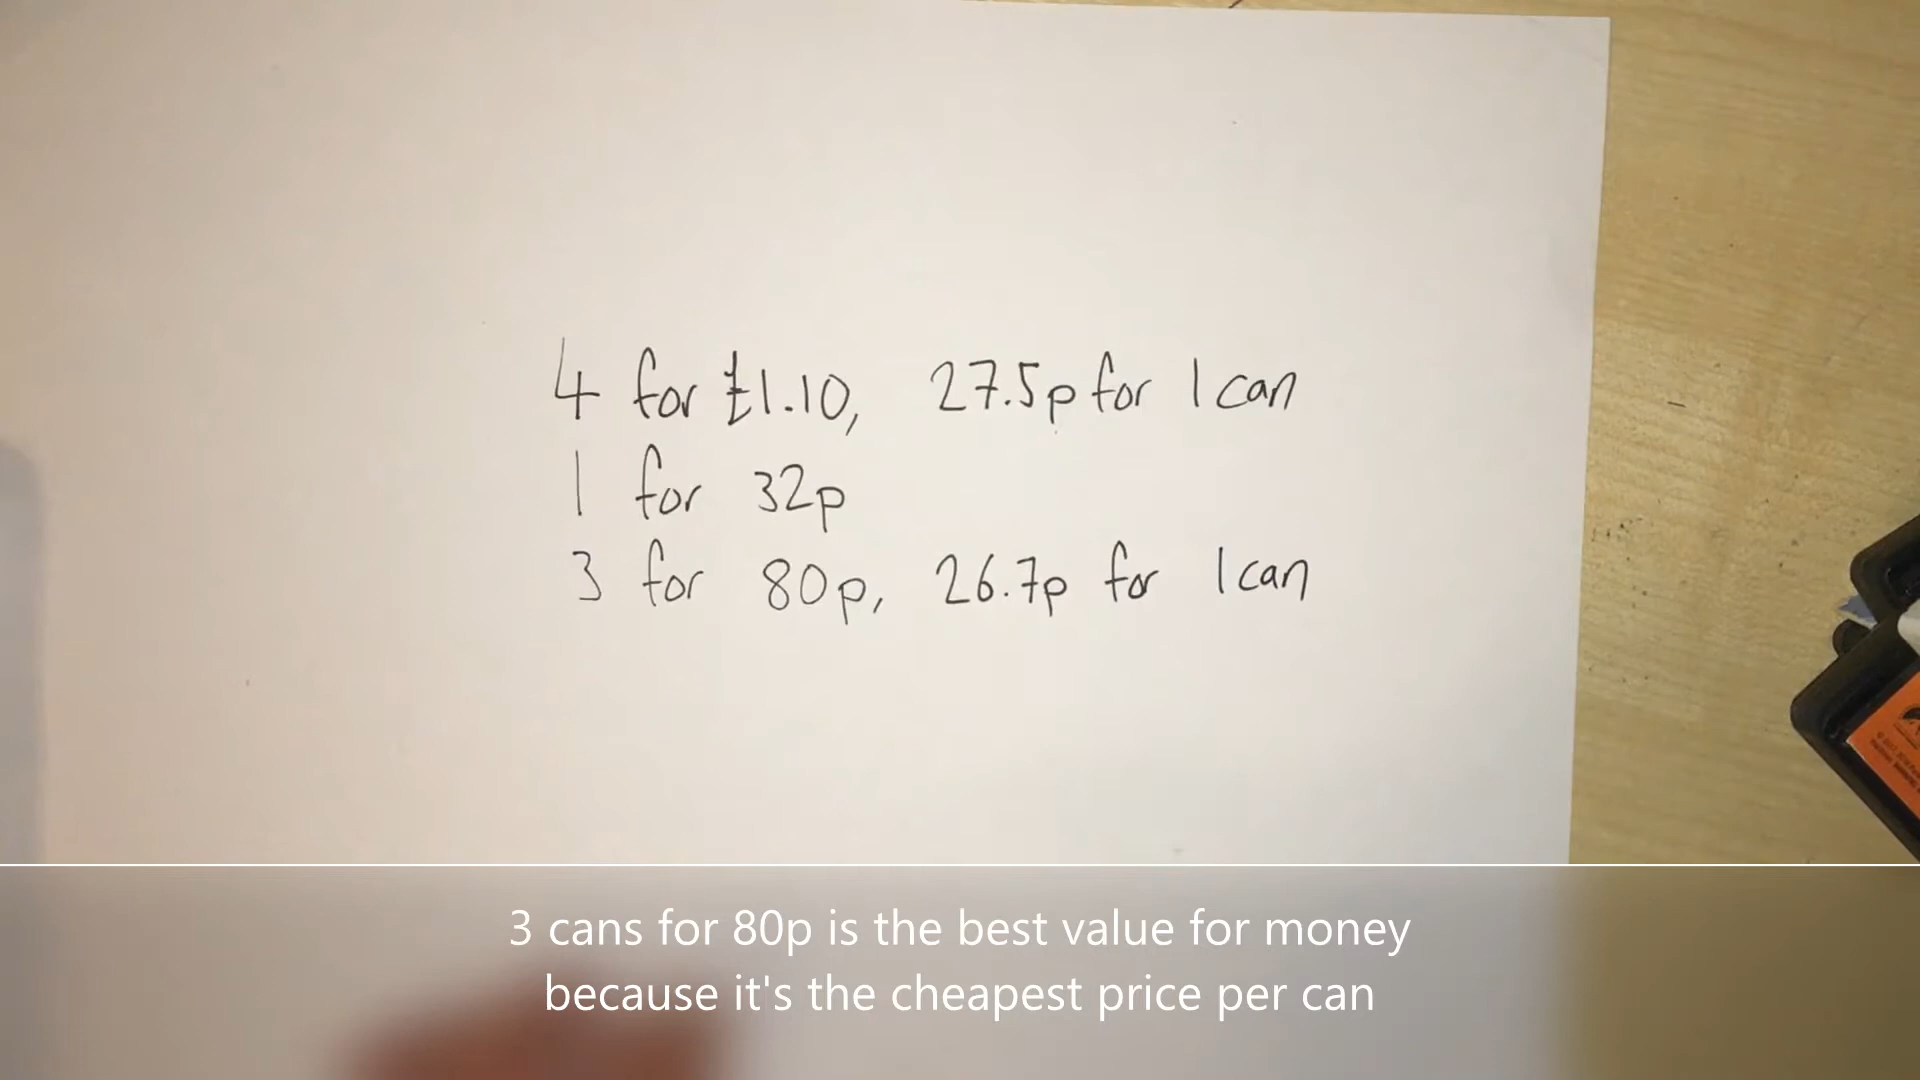 4 for £1.10, 27.5p for 1 can
1 for 32p
3 for 80p, 26.7p for 1 can
3 cans for 80p is the best value for money
because it's the cheapest price per can